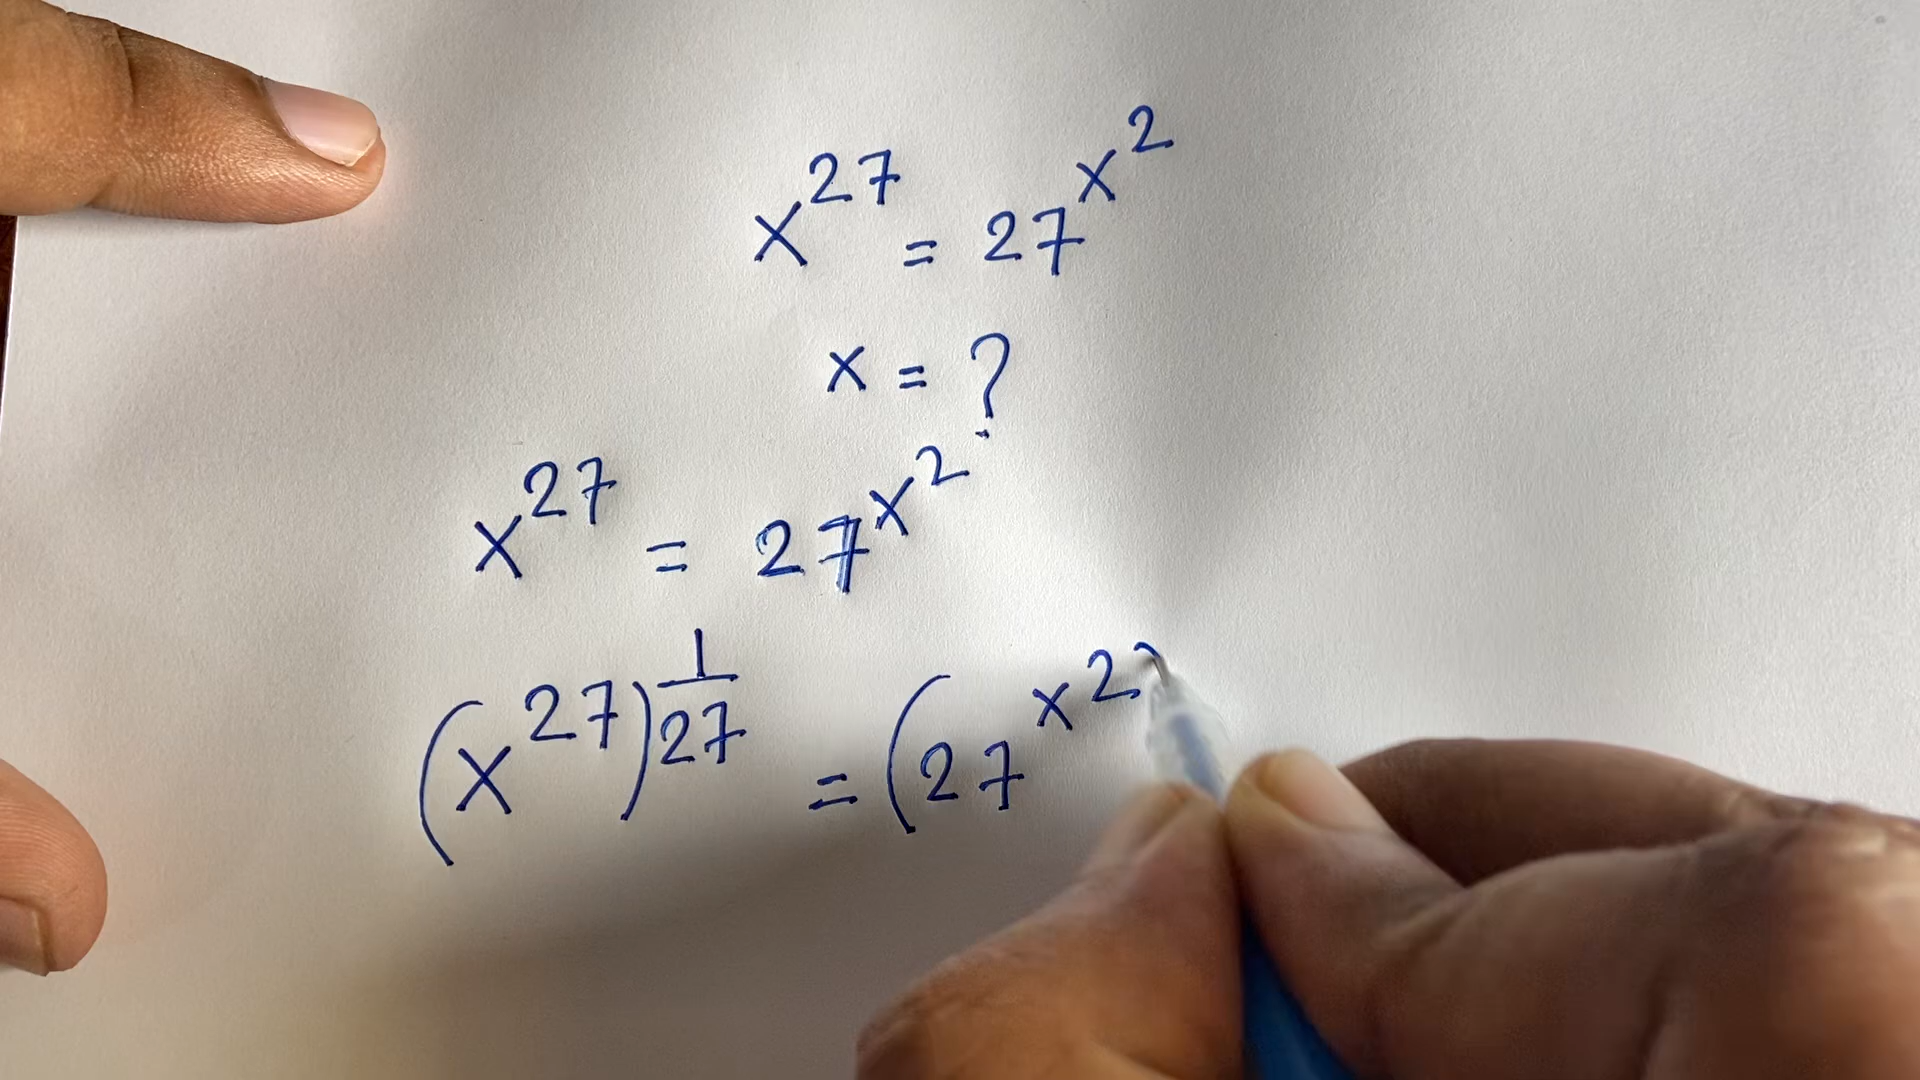 x^27 = 27^x^2
x = ?
x^27 = 27^x^2
(x^27)^1/27 = (27^x^2